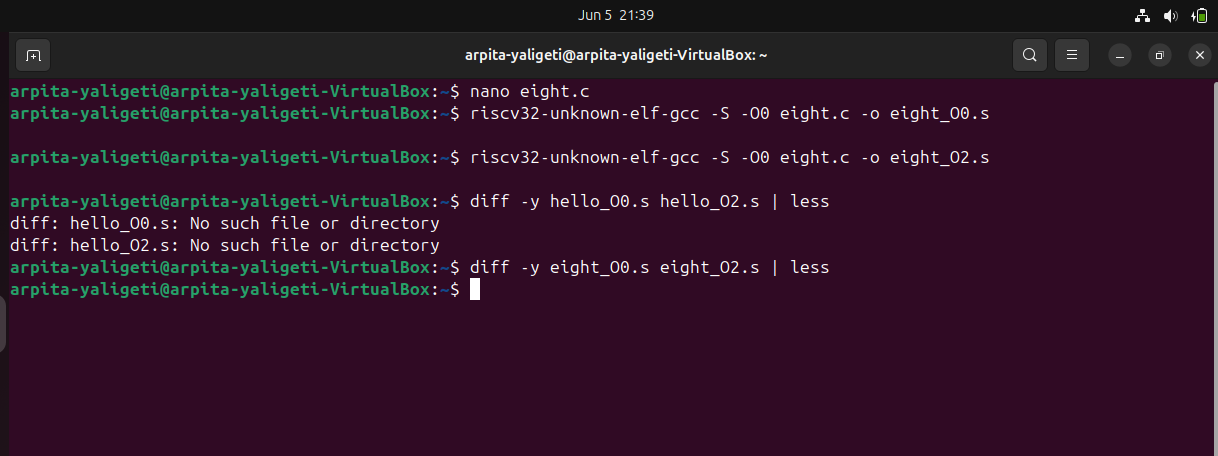 Jun 5 21:39
arpita-yaligeti@arpita-yaligeti-VirtualBox: ~
arpita-yaligeti@arpita-yaligeti-VirtualBox:~$ nano eight.c
arpita-yaligeti@arpita-yaligeti-VirtualBox:~$ riscv32-unknown-elf-gcc -S -O0 eight.c -o eight_O0.s
arpita-yaligeti@arpita-yaligeti-VirtualBox:~$ riscv32-unknown-elf-gcc -S -O0 eight.c -o eight_O2.s
arpita-yaligeti@arpita-yaligeti-VirtualBox:~$ diff -y hello_O0.s hello_O2.s | less
diff: hello_O0.s: No such file or directory
diff: hello_O2.s: No such file or directory
arpita-yaligeti@arpita-yaligeti-VirtualBox:~$ diff -y eight_O0.s eight_O2.s | less
arpita-yaligeti@arpita-yaligeti-VirtualBox:~$